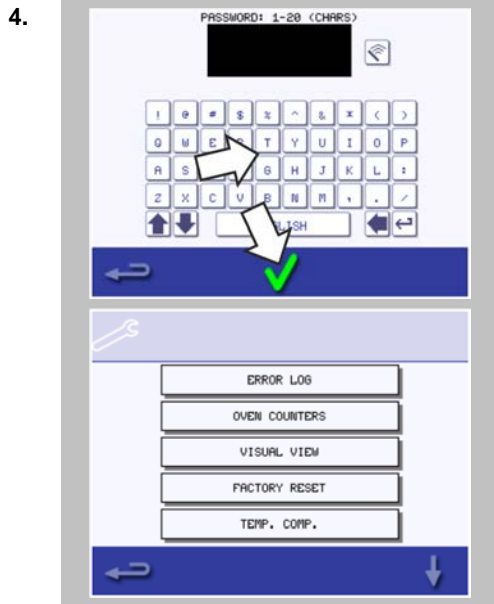 4.
PASSWORD: 1-20 (CHARS)
! @ # $ % ^ & * ( )
Q W E R T Y U I O P
A S G H J K L :
Z X C V B N M , . /
LISH
ERROR LOG
OVEN COUNTERS
VISUAL VIEW
FACTORY RESET
TEMP. COMP.